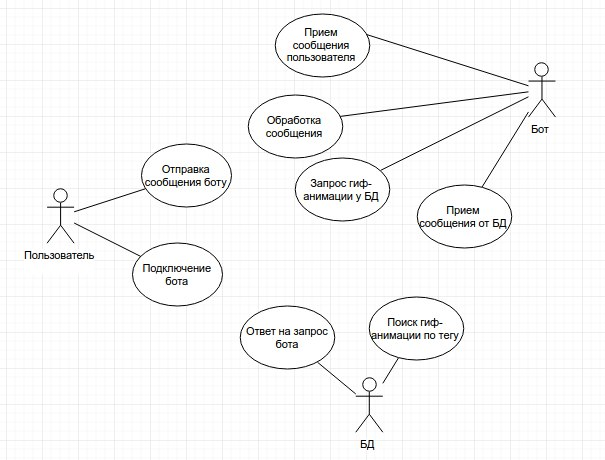 Прием
сообщения
пользователя
Бот
Обработка
сообщения
Отправка
сообщения боту
Запрос гиф-
анимации у БД
Прием
сообщения от БД
Пользователь
Подключение
бота
Ответ на запрос
бота
Поиск гиф-
анимации по тегу
БД